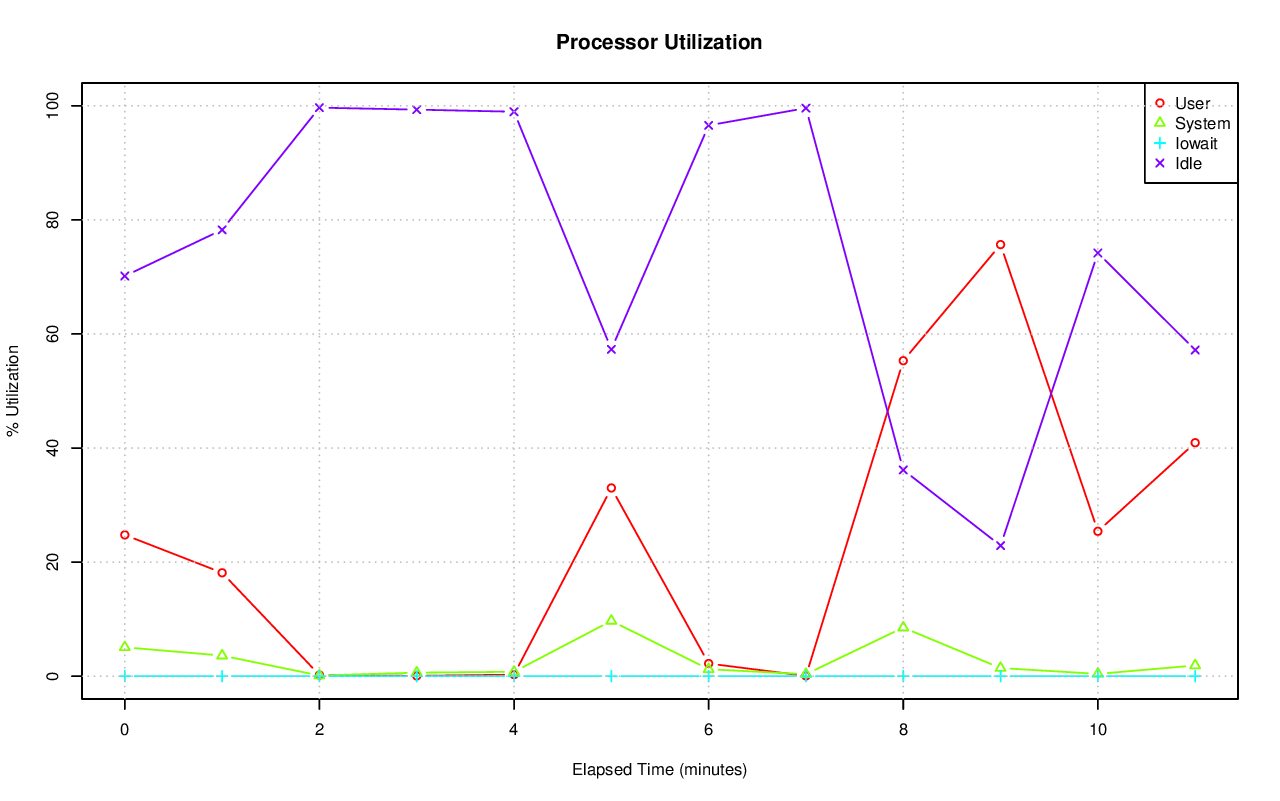 Processor Utilization
% Utilization
100
80
60
40
20
0
User
System
Iowait
Idle
0 2 4 6 8 10
Elapsed Time (minutes)